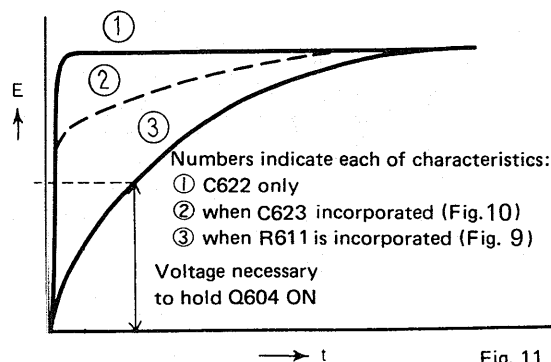 ①
E
②
③
Numbers indicate each of characteristics:
① C622 only
② when C623 incorporated (Fig.10)
③ when R611 is incorporated (Fig. 9)
Voltage necessary
to hold Q604 ON
t
Fig. 11